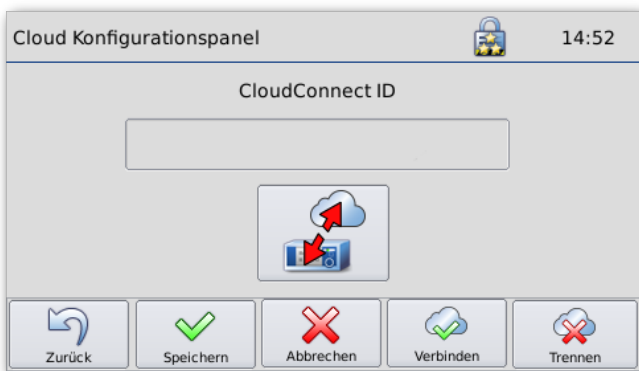 Cloud Konfigurationspanel 14:52
CloudConnect ID
Zurück Speichern Abbrechen Verbinden Trennen